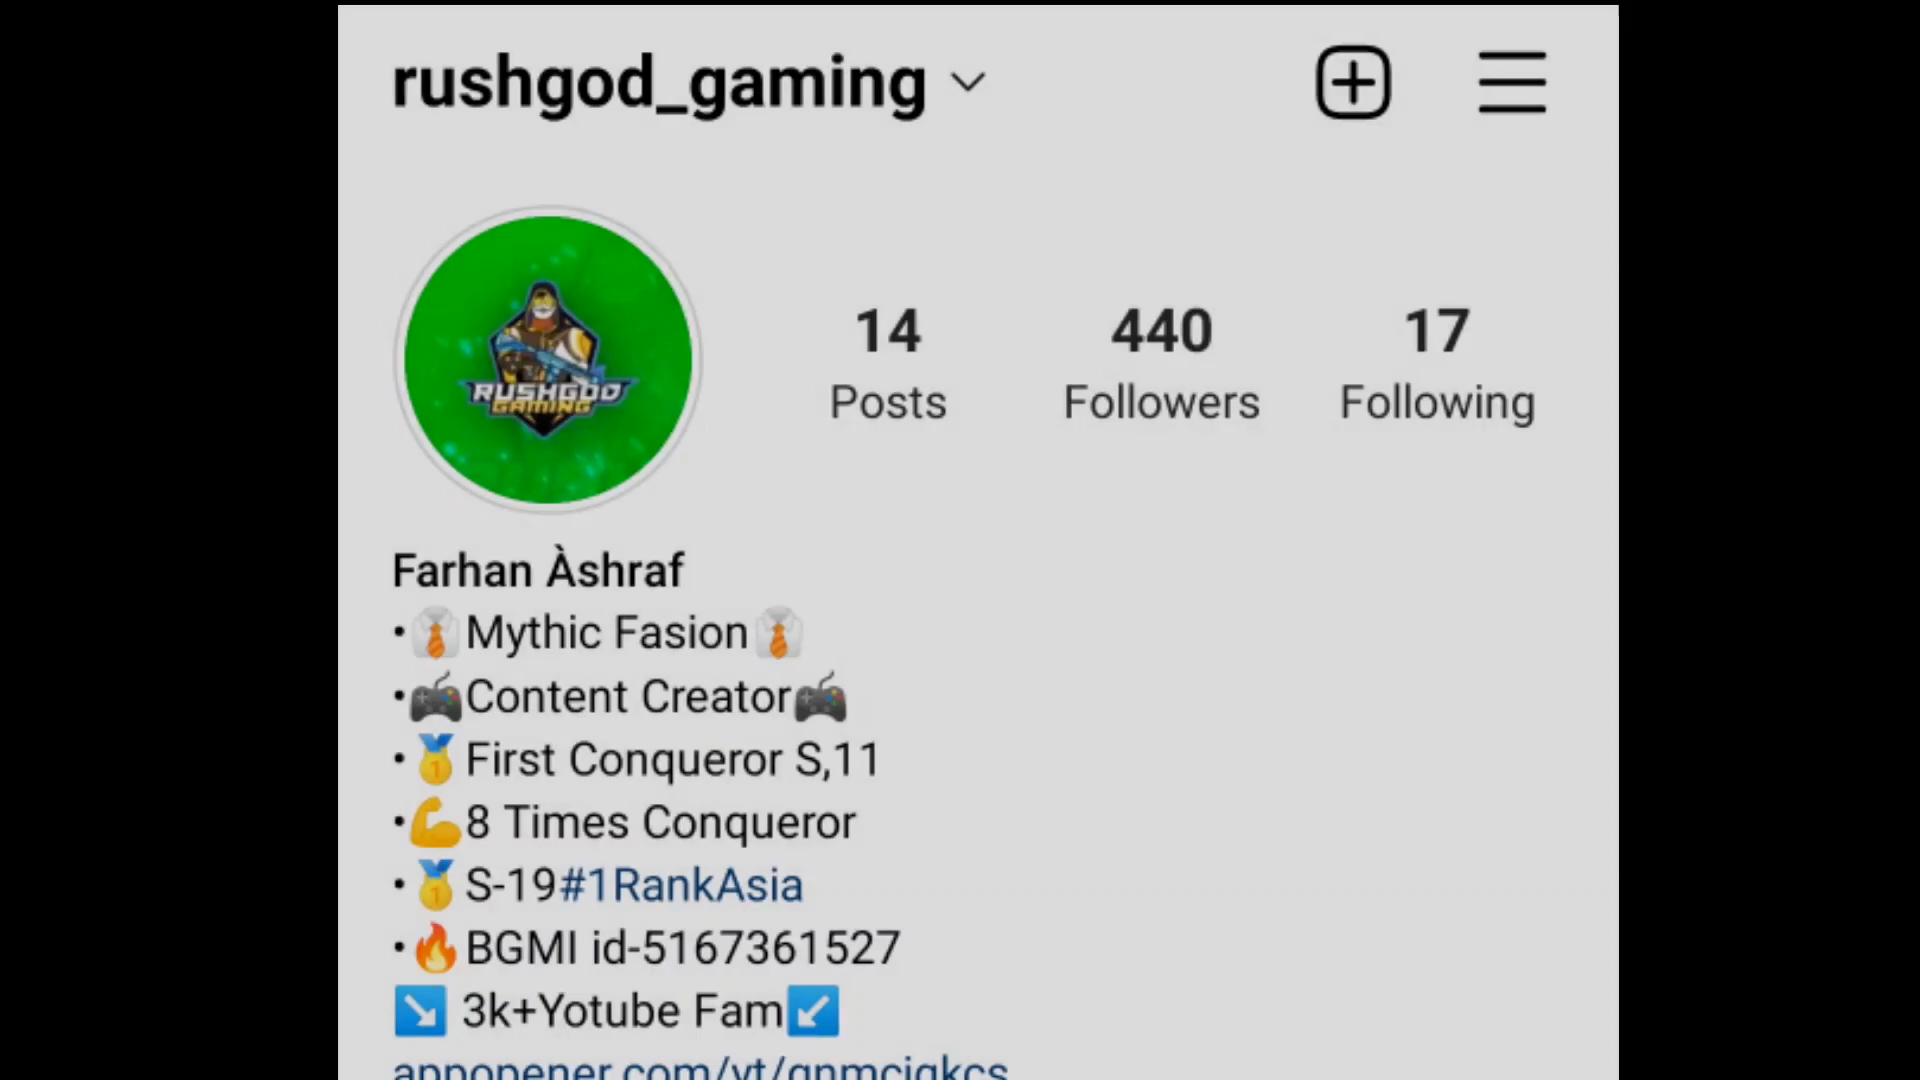 rushgod_gaming
RUSHGOD
GAMING
14
Posts
440
Followers
17
Following
Farhan Àshraf
•👔Mythic Fasion👔
•🎮Content Creator🎮
•🥇First Conqueror S,11
•💪8 Times Conqueror
•🥇S-19#1RankAsia
•🔥BGMI id-5167361527
↘️ 3k+Yotube Fam↙️